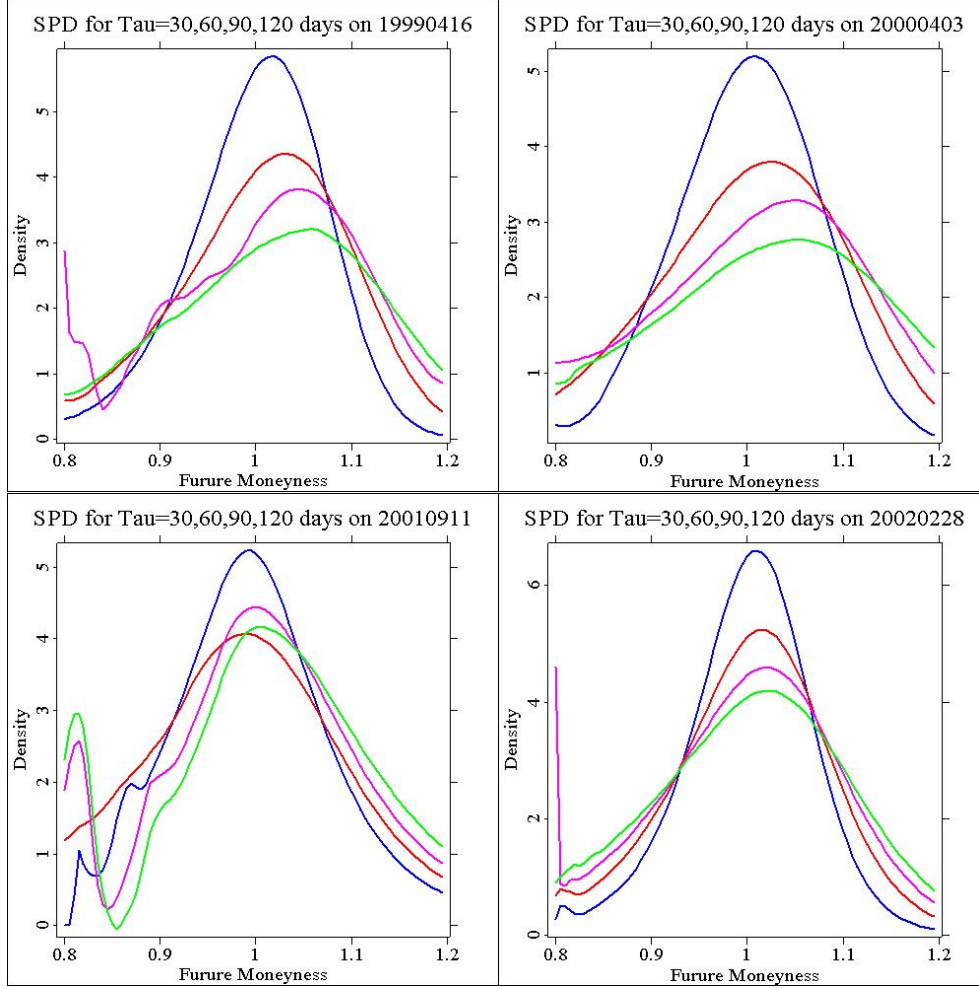 SPD for Tau=30,60,90,120 days on 19990416
Density
0 1 2 3 4 5
0.8 0.9 1 1.1 1.2
Furure Moneyness
SPD for Tau=30,60,90,120 days on 20000403
Density
1 2 3 4 5
0.8 0.9 1 1.1 1.2
Furure Moneyness
SPD for Tau=30,60,90,120 days on 20010911
Density
0 1 2 3 4 5
0.8 0.9 1 1.1 1.2
Furure Moneyness
SPD for Tau=30,60,90,120 days on 20020228
Density
0 2 4 6
0.8 0.9 1 1.1 1.2
Furure Moneyness